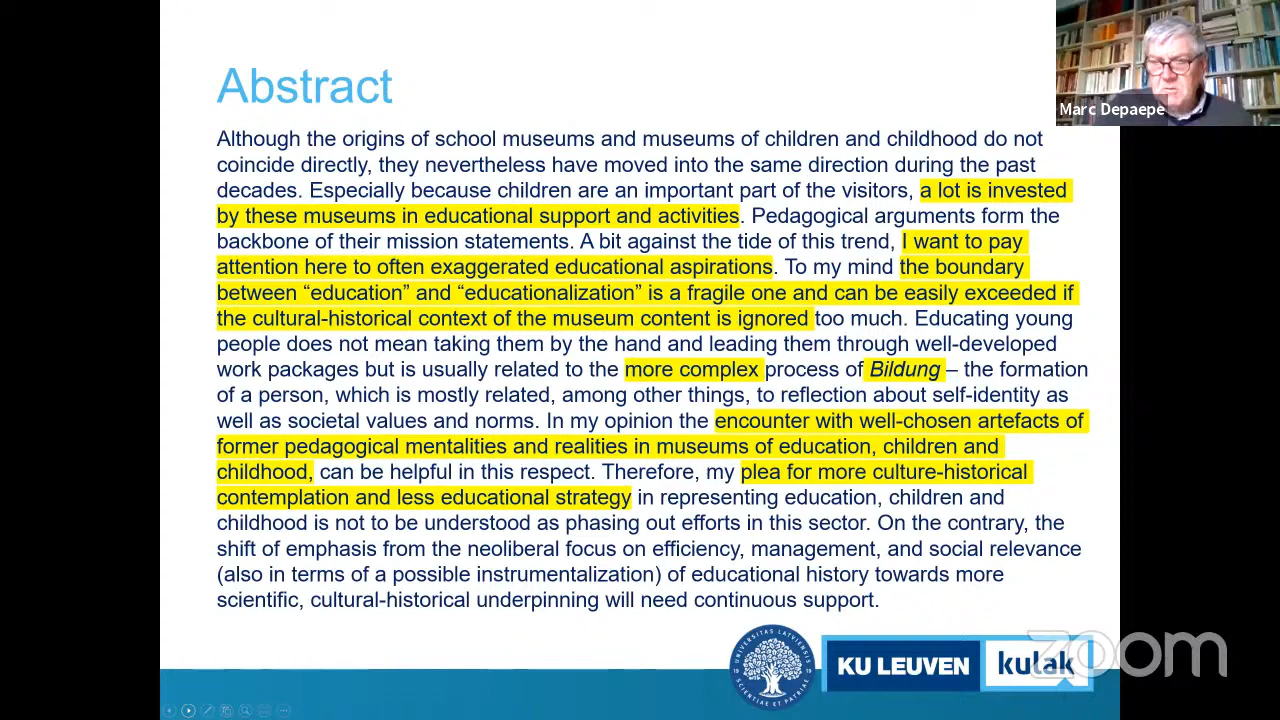 Abstract
Marc Depaepe
Although the origins of school museums and museums of children and childhood do not
coincide directly, they nevertheless have moved into the same direction during the past
decades. Especially because children are an important part of the visitors, a lot is invested
by these museums in educational support and activities. Pedagogical arguments form the
backbone of their mission statements. A bit against the tide of this trend, I want to pay
attention here to often exaggerated educational aspirations. To my mind the boundary
between “education” and “educationalization” is a fragile one and can be easily exceeded if
the cultural-historical context of the museum content is ignored too much. Educating young
people does not mean taking them by the hand and leading them through well-developed
work packages but is usually related to the more complex process of Bildung – the formation
of a person, which is mostly related, among other things, to reflection about self-identity as
well as societal values and norms. In my opinion the encounter with well-chosen artefacts of
former pedagogical mentalities and realities in museums of education, children and
childhood, can be helpful in this respect. Therefore, my plea for more culture-historical
contemplation and less educational strategy in representing education, children and
childhood is not to be understood as phasing out efforts in this sector. On the contrary, the
shift of emphasis from the neoliberal focus on efficiency, management, and social relevance
(also in terms of a possible instrumentalization) of educational history towards more
scientific, cultural-historical underpinning will need continuous support.
UNIVERSITAS LATVIENSIS
19 19
SCIENTIAE ET PATRIAE
KU LEUVEN kulak
zoom